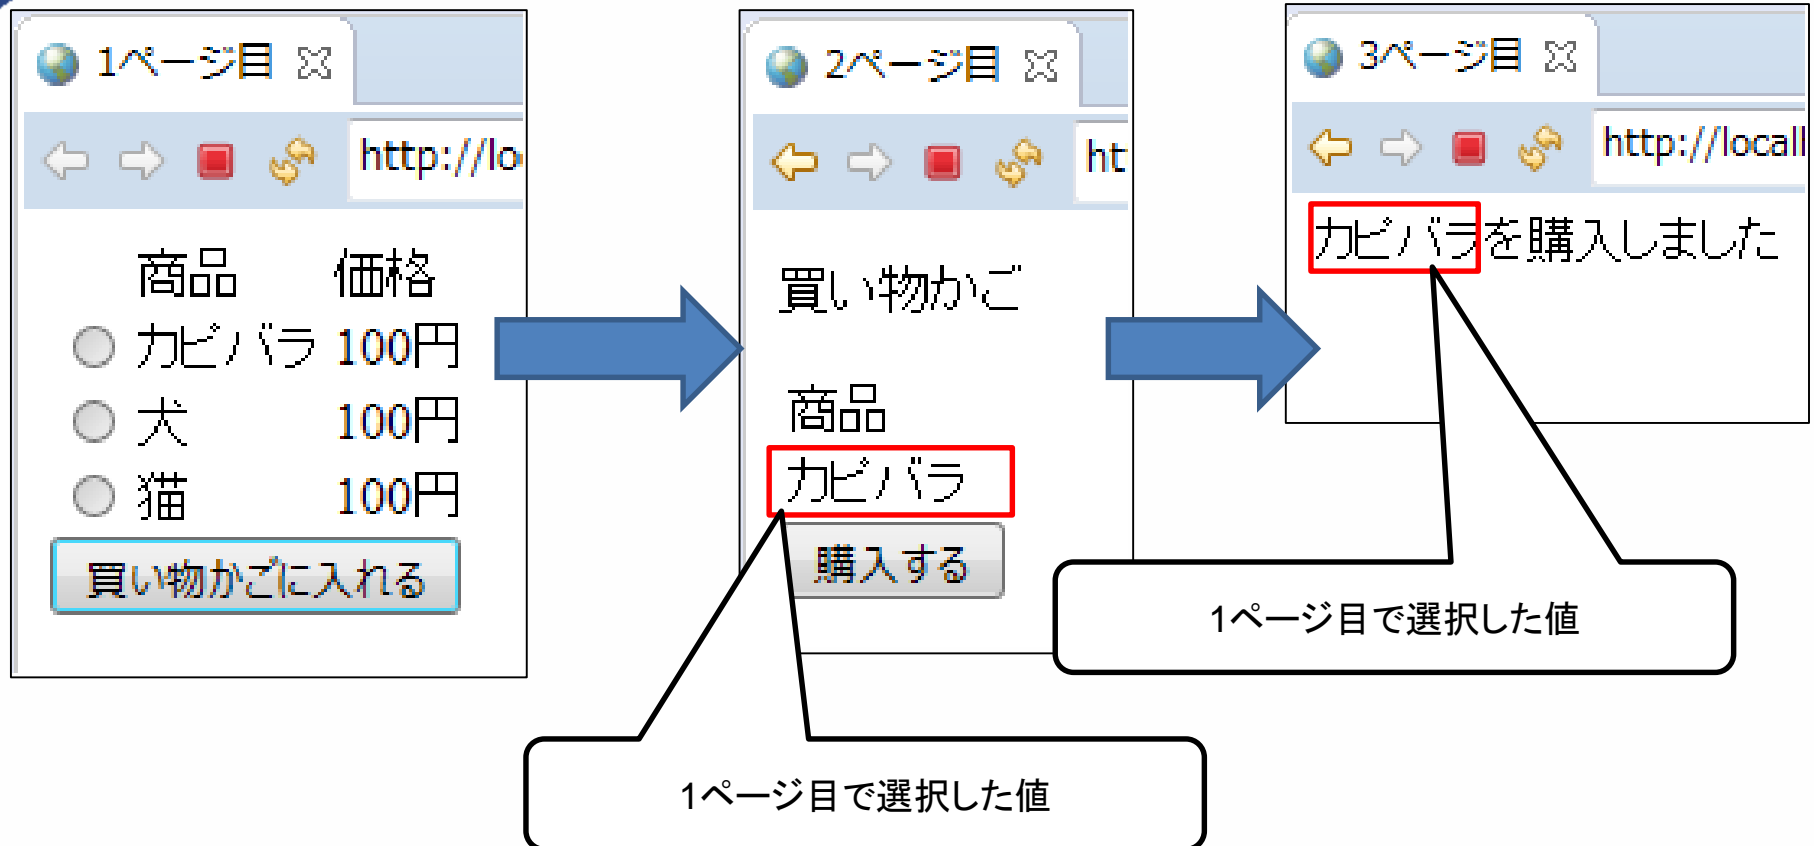 1ページ目
http://lo
商品 価格
カピバラ 100円
犬 100円
猫 100円
買い物かごに入れる
2ページ目
ht
買い物かご
商品
カピバラ
購入する
1ページ目で選択した値
3ページ目
http://local
カピバラを購入しました
1ページ目で選択した値